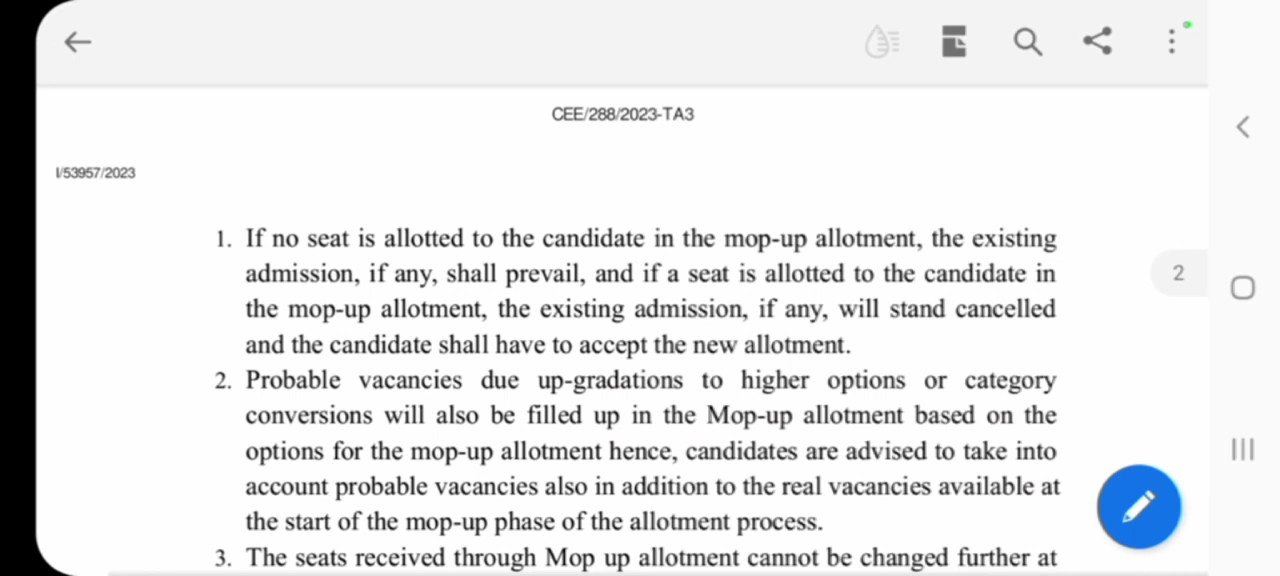 CEE/288/2023-TA3
I/53957/2023
1. If no seat is allotted to the candidate in the mop-up allotment, the existing
admission, if any, shall prevail, and if a seat is allotted to the candidate in
the mop-up allotment, the existing admission, if any, will stand cancelled
and the candidate shall have to accept the new allotment.
2
2. Probable vacancies due up-gradations to higher options or category
conversions will also be filled up in the Mop-up allotment based on the
options for the mop-up allotment hence, candidates are advised to take into
account probable vacancies also in addition to the real vacancies available at
the start of the mop-up phase of the allotment process.
3. The seats received through Mop up allotment cannot be changed further at